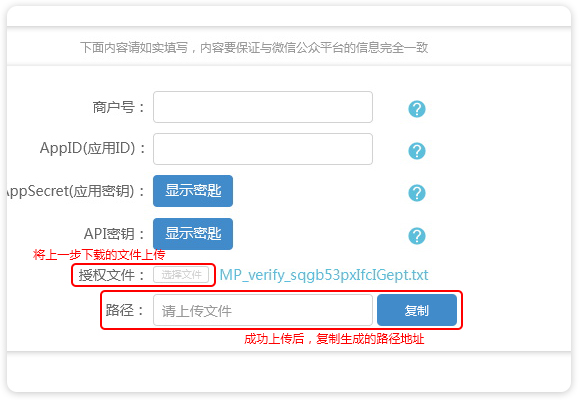 下面内容请如实填写，内容要保证与微信公众平台的信息完全一致
商户号：
AppID(应用ID)：
AppSecret(应用密钥)： 显示密匙
API密钥： 显示密匙
将上一步下载的文件上传
授权文件： 选择文件 MP_verify_sqgb53pxIfcIGept.txt
路径： 请上传文件 复制
成功上传后，复制生成的路径地址